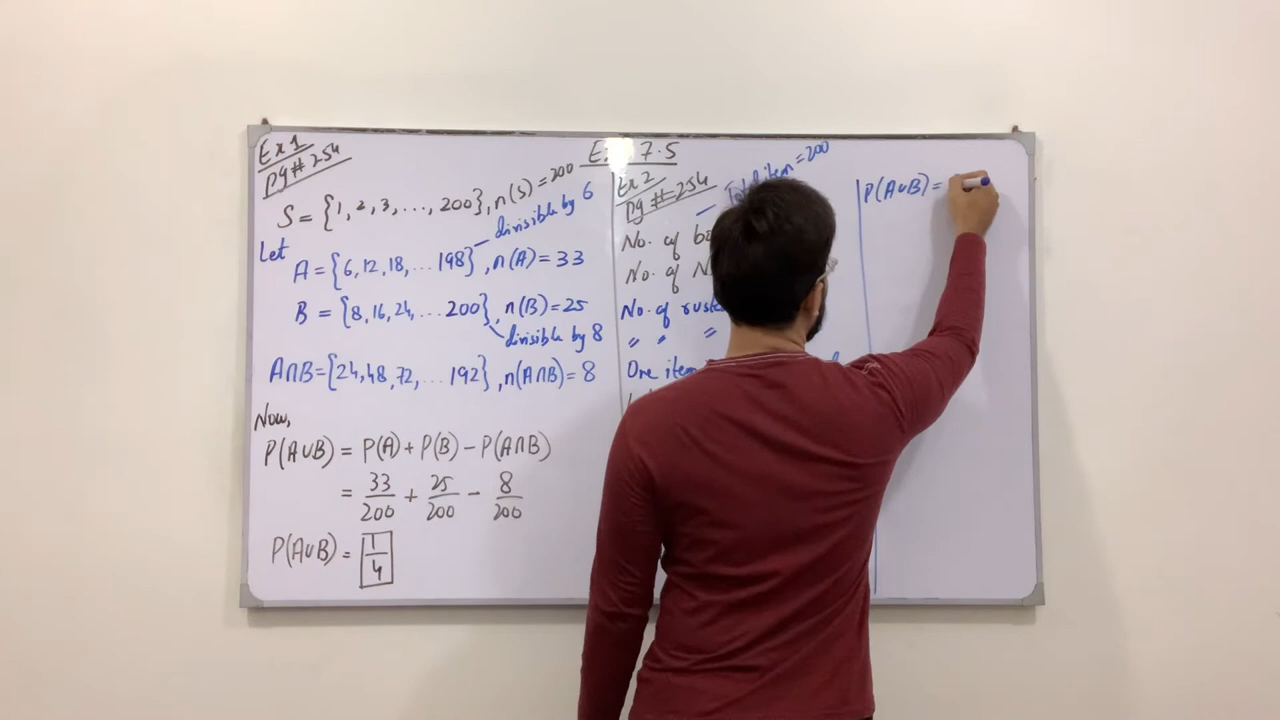 Ex 1
pg # 254
Ex 7.5
S = {1, 2, 3, ..., 200}, n(S) = 200
Let
divisible by 6
A = {6, 12, 18, ... 198}, n(A) = 33
B = {8, 16, 24, ... 200}, n(B) = 25
divisible by 8
A∩B = {24, 48, 72, ... 192}, n(A∩B) = 8
Now,
P(A∪B) = P(A) + P(B) - P(A∩B)
= 33/200 + 25/200 - 8/200
P(A∪B) = 1/4
Ex 2
pg # 254
Total item = 200
No. of
No. of
No. of
" " "
One item
P(A∪B) =